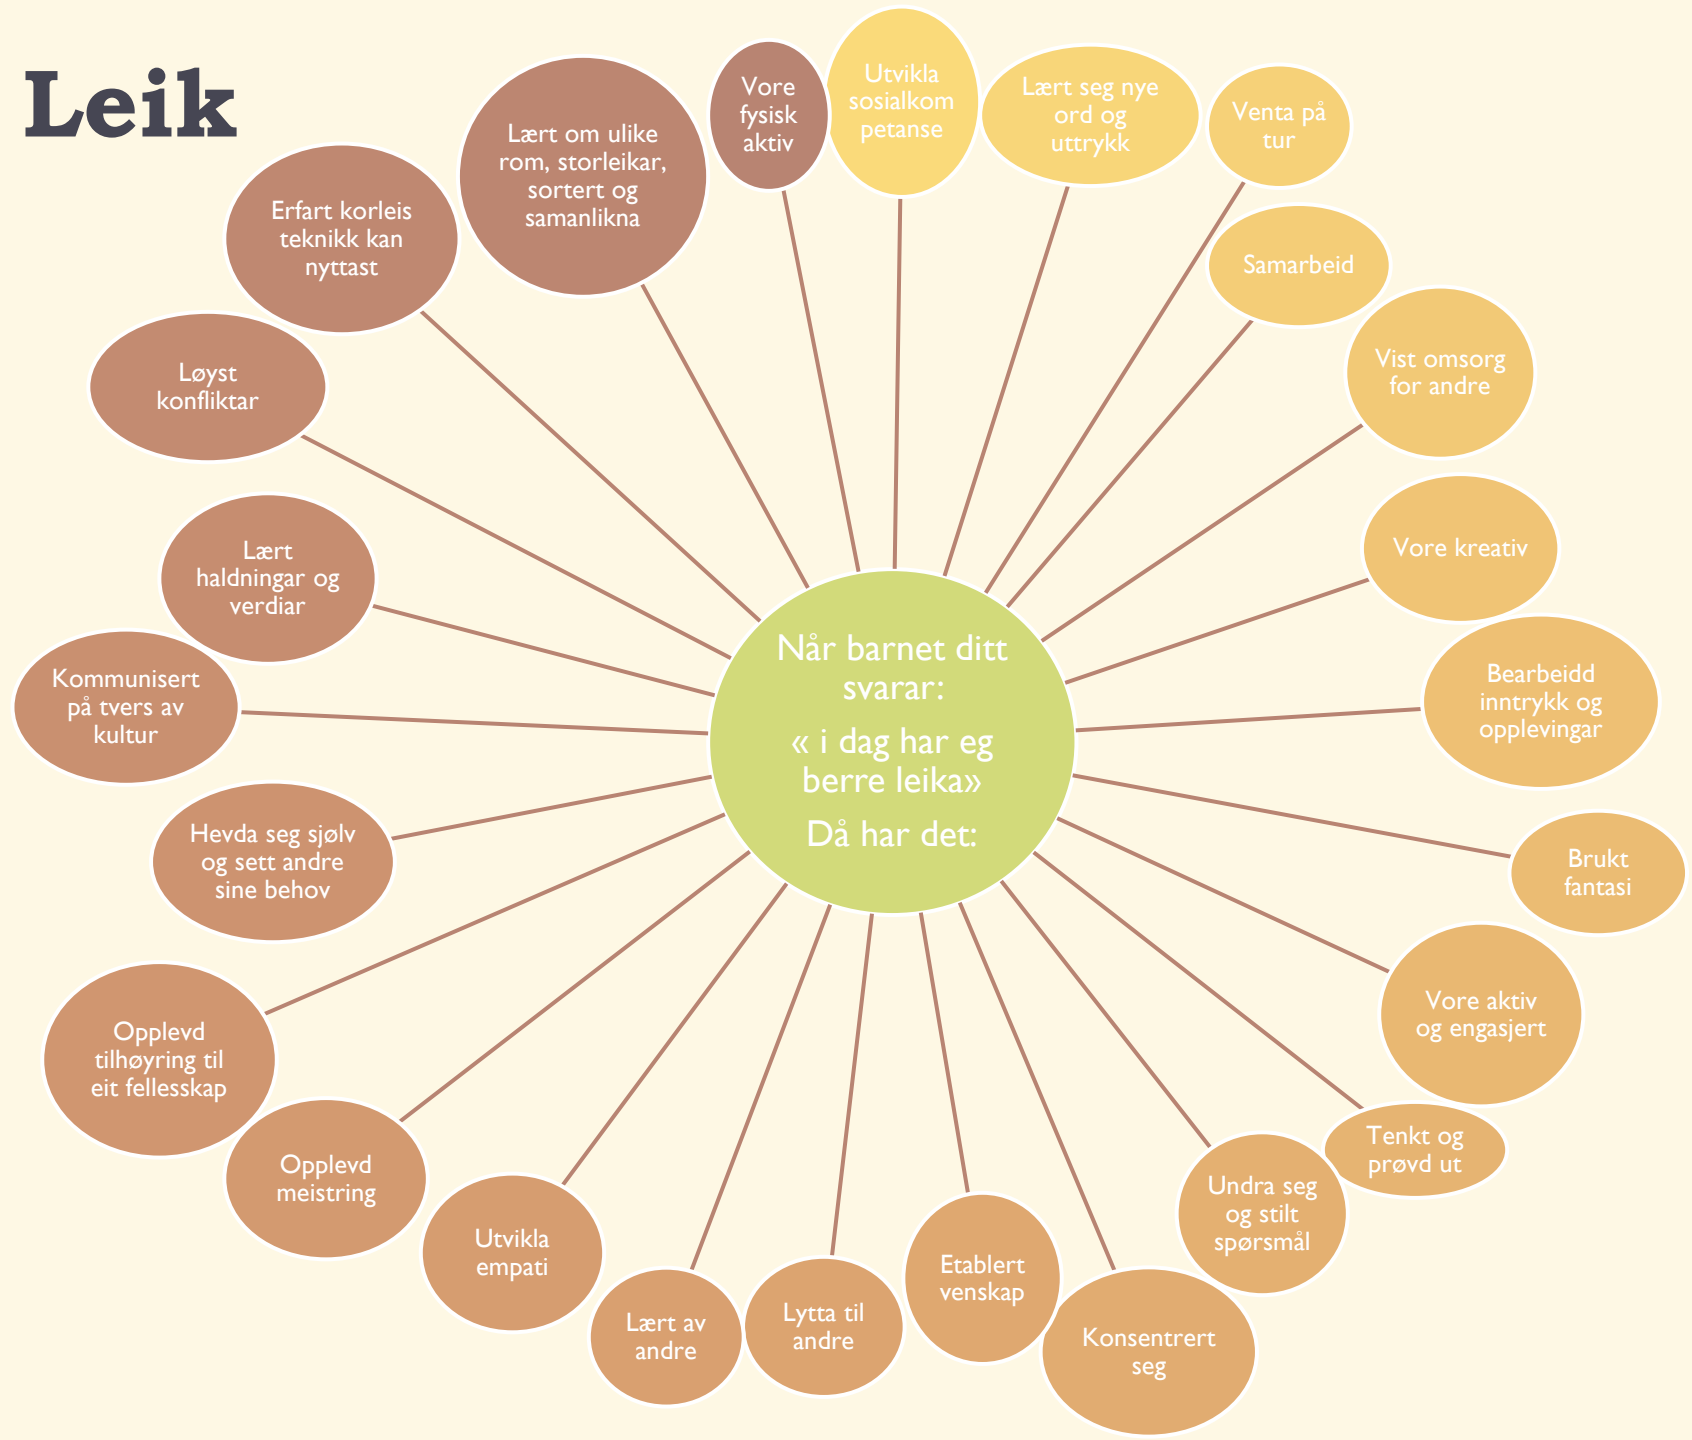 Leik
Når barnet ditt
svarar:
« i dag har eg
berre leika»
Då har det:
Utvikla
sosialkom
petanse
Lært seg nye
ord og
uttrykk
Venta på
tur
Samarbeid
Vist omsorg
for andre
Vore kreativ
Bearbeidd
inntrykk og
opplevingar
Brukt
fantasi
Vore aktiv
og engasjert
Tenkt og
prøvd ut
Undra seg
og stilt
spørsmål
Konsentrert
seg
Etablert
venskap
Lytta til
andre
Lært av
andre
Utvikla
empati
Opplevd
meistring
Opplevd
tilhøyring til
eit fellesskap
Hevda seg sjølv
og sett andre
sine behov
Kommunisert
på tvers av
kultur
Lært
haldningar og
verdiar
Løyst
konfliktar
Erfart korleis
teknikk kan
nyttast
Lært om ulike
rom, storleikar,
sortert og
samanlikna
Vore
fysisk
aktiv